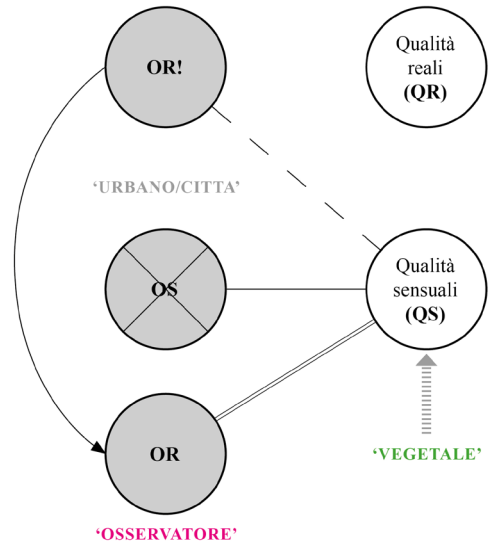 OR!
Qualità
reali
(QR)
‘URBANO/CITTA’
OS
Qualità
sensuali
(QS)
OR
‘VEGETALE’
‘OSSERVATORE’